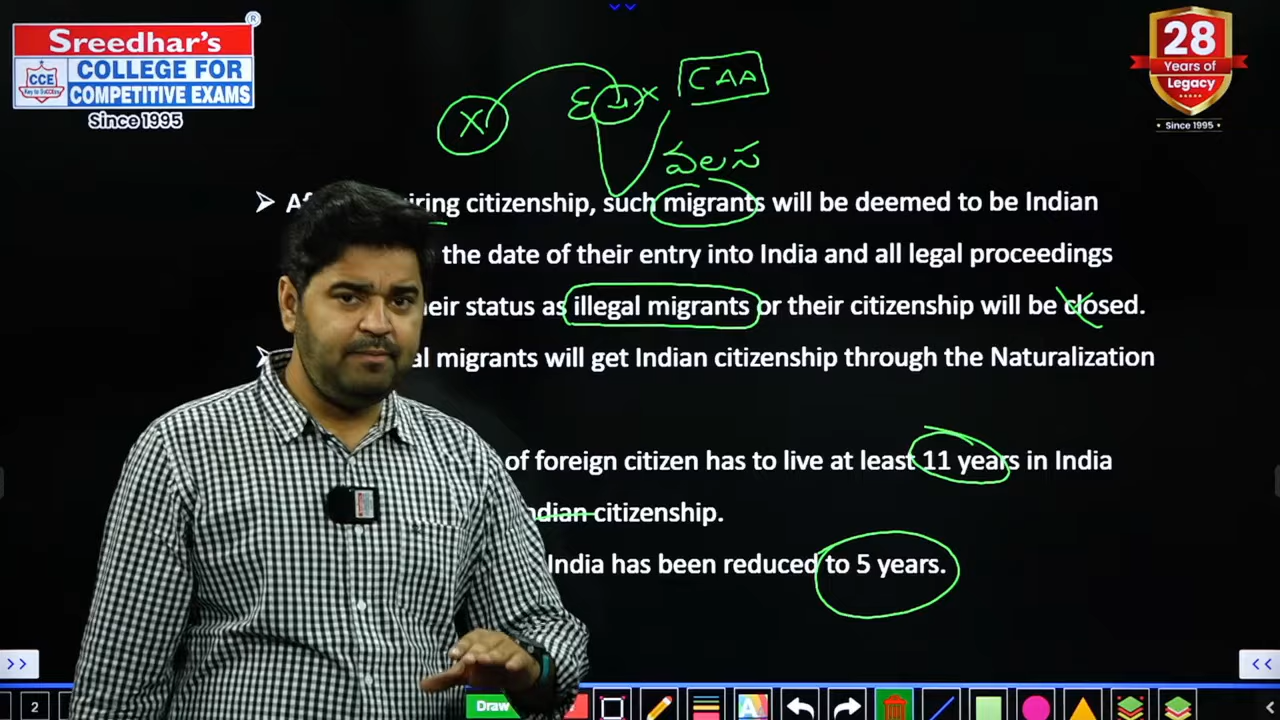 Sreedhar's
CCE
COLLEGE FOR
COMPETITIVE EXAMS
Since 1995
®
28
Years of
Legacy
• Since 1995 •
X
CAA
వలస
citizenship, such migrants will be deemed to be Indian
the date of their entry into India and all legal proceedings
status as illegal migrants or their citizenship will be closed.
migrants will get Indian citizenship through the Naturalization
of foreign citizen has to live at least 11 years in India
citizenship.
India has been reduced to 5 years.
>>
<<
2
Draw